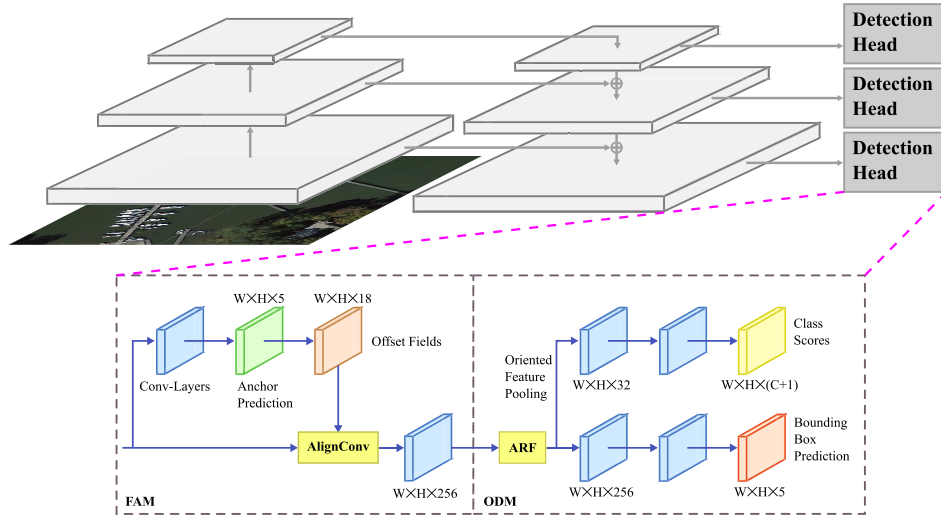 Detection
Head
Detection
Head
Detection
Head
W×H×5
W×H×18
Offset Fields
Conv-Layers
Anchor
Prediction
AlignConv
W×H×256
FAM
Oriented
Feature
Pooling
ARF
W×H×32
Class
Scores
W×H×(C+1)
W×H×256
Bounding
Box
Prediction
W×H×5
ODM